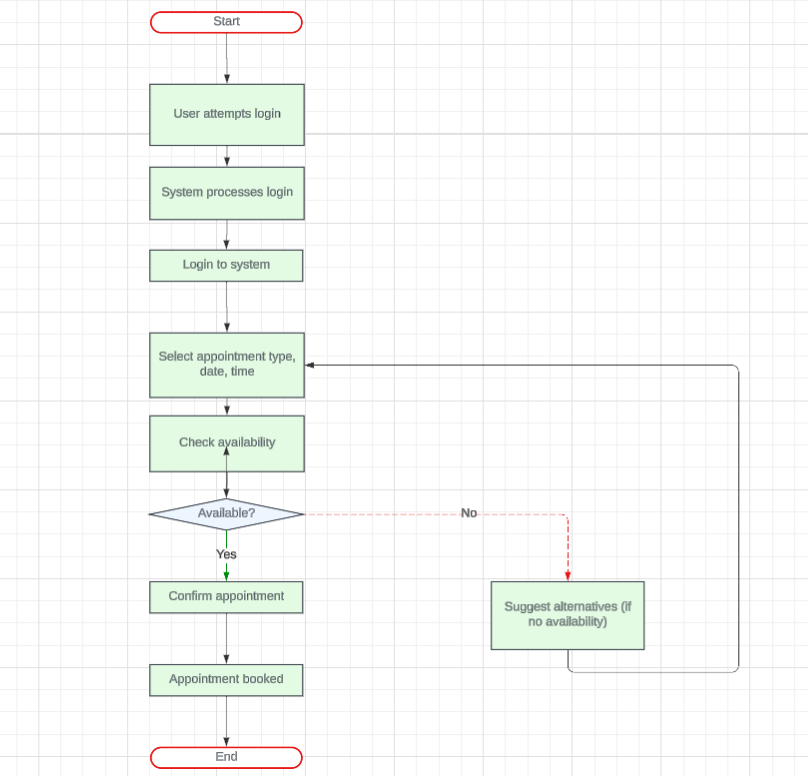 Start
User attempts login
System processes login
Login to system
Select appointment type,
date, time
Check availability
Available?
No
Yes
Confirm appointment
Suggest alternatives (if
no availability)
Appointment booked
End